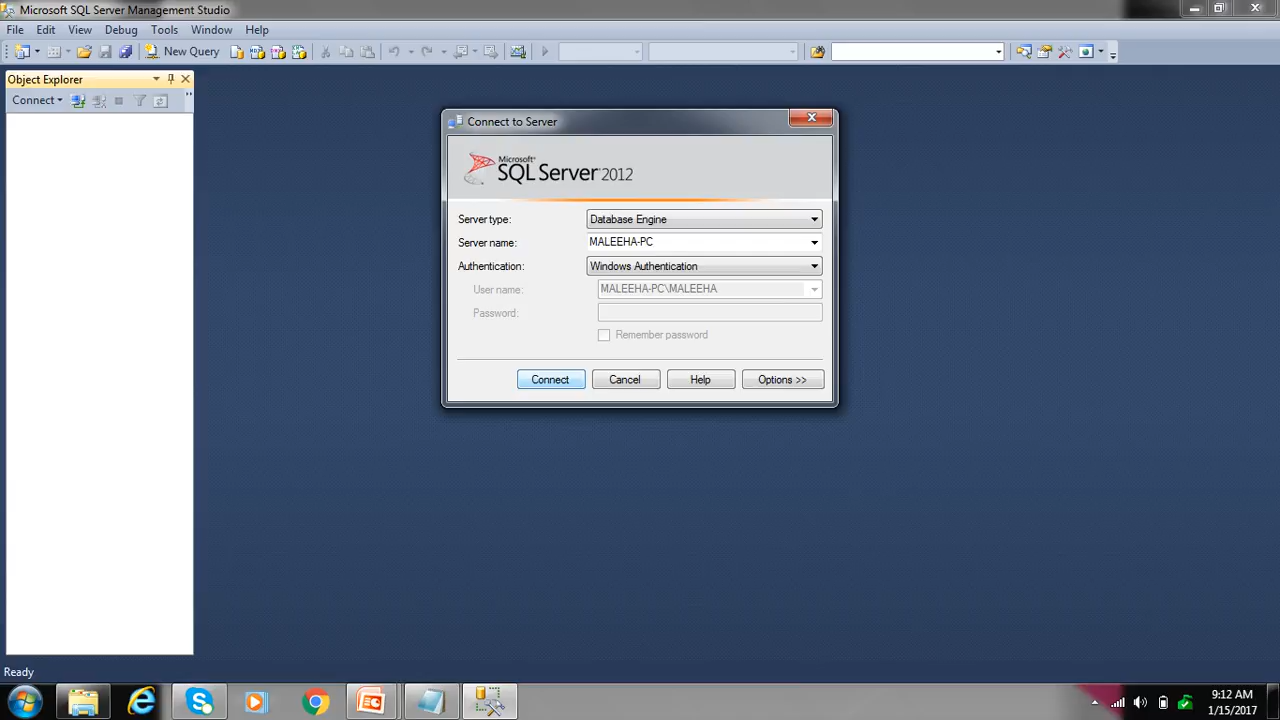 Microsoft SQL Server Management Studio
File Edit View Debug Tools Window Help
New Query
Object Explorer
Connect
Connect to Server
Microsoft®
SQL Server® 2012
Server type: Database Engine
Server name: MALEEHA-PC
Authentication: Windows Authentication
User name: MALEEHA-PC\MALEEHA
Password:
Remember password
Connect Cancel Help Options >>
Ready
9:12 AM
1/15/2017